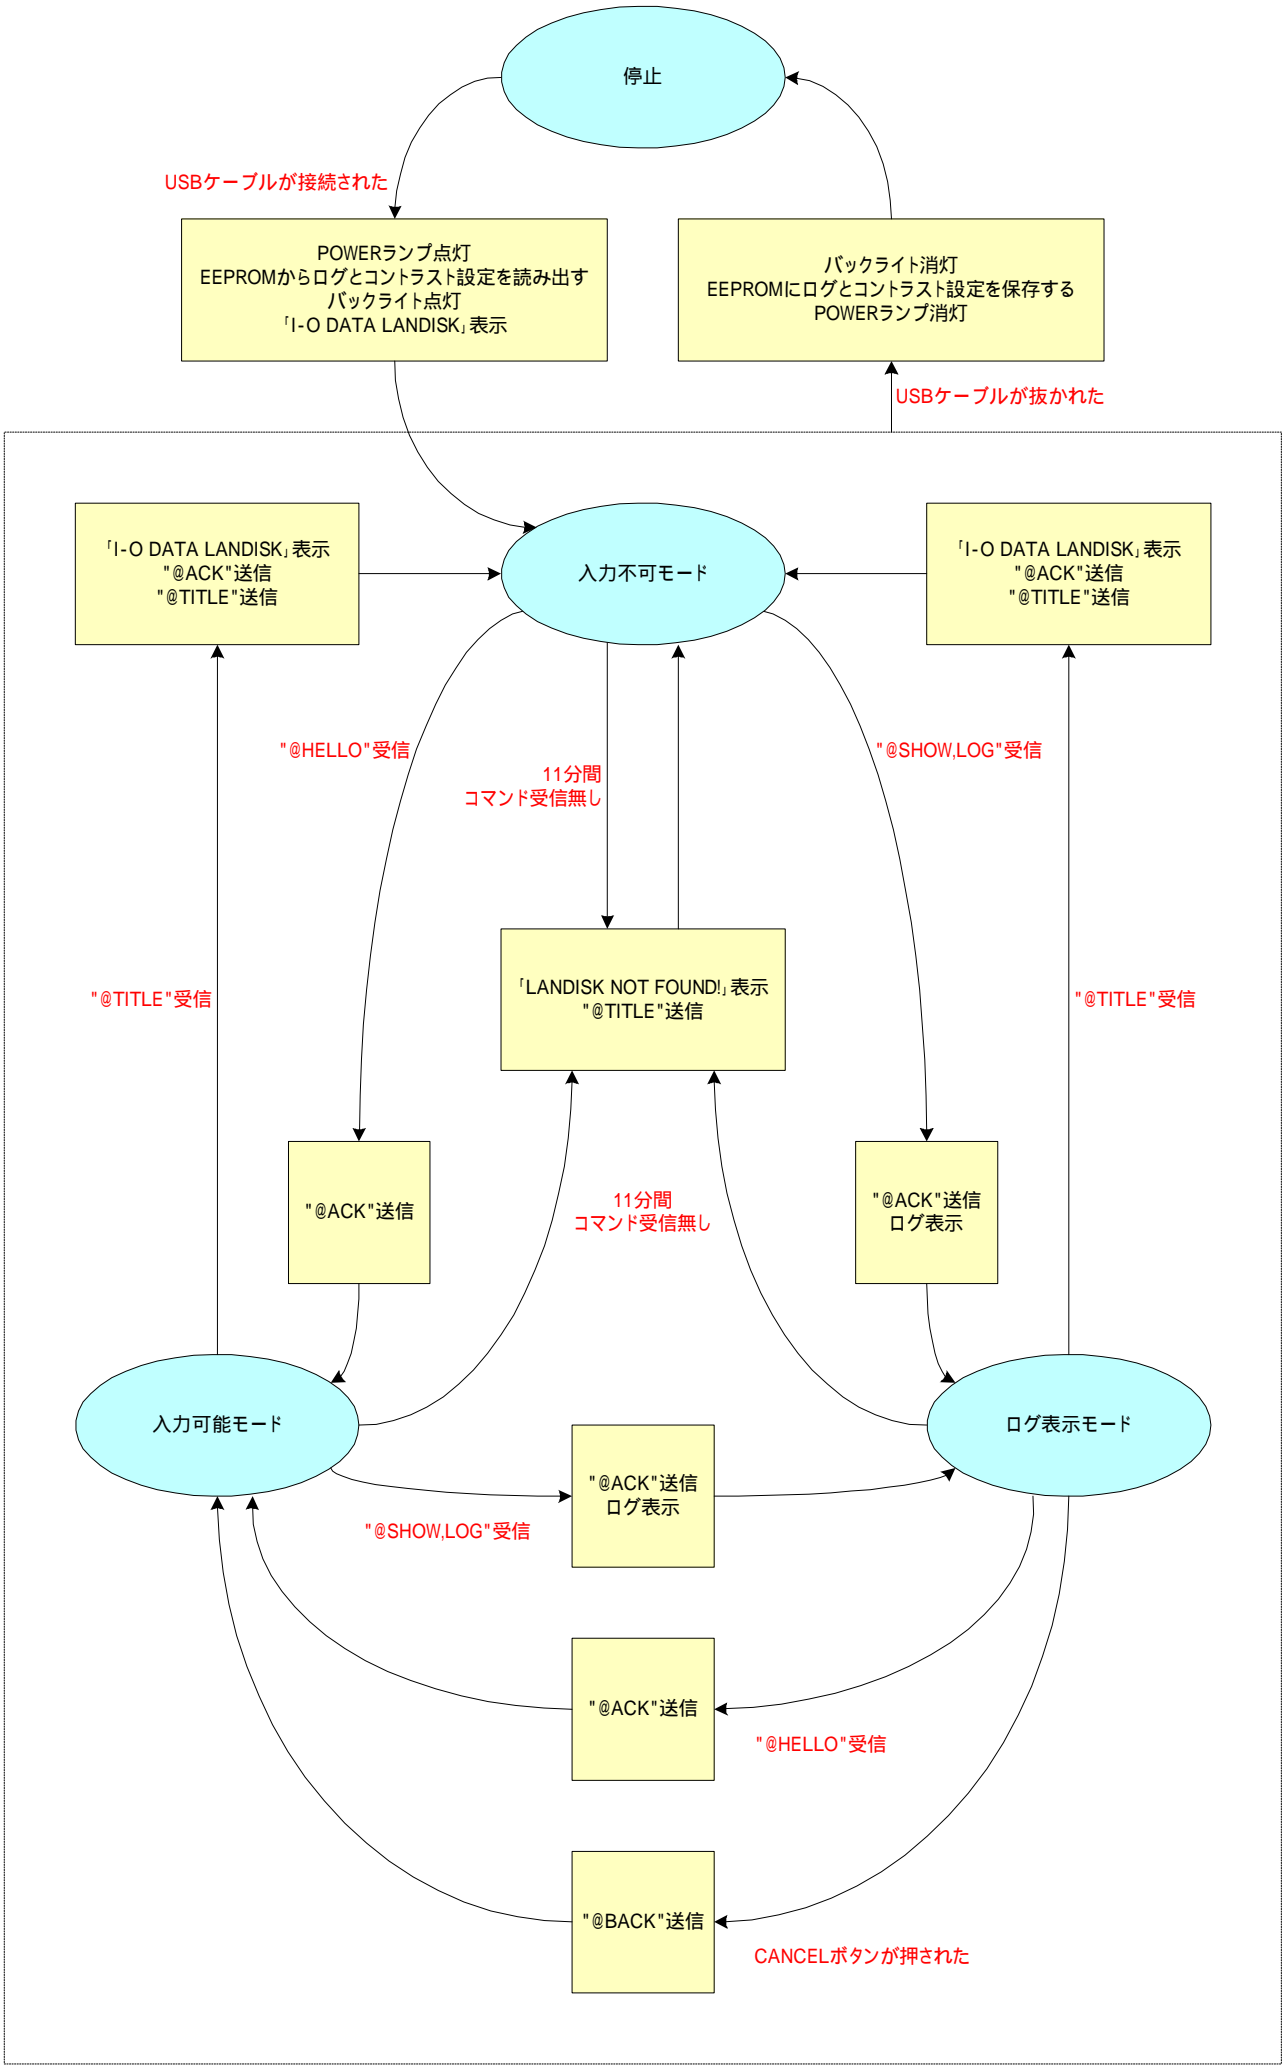 停止
USBケーブルが接続された
POWERランプ点灯
EEPROMからログとコントラスト設定を読み出す
バックライト点灯
「I-O DATA LANDISK」表示
バックライト消灯
EEPROMにログとコントラスト設定を保存する
POWERランプ消灯
USBケーブルが抜かれた
「I-O DATA LANDISK」表示
"@ACK"送信
"@TITLE"送信
入力不可モード
「I-O DATA LANDISK」表示
"@ACK"送信
"@TITLE"送信
"@HELLO"受信
11分間
コマンド受信無し
"@SHOW,LOG"受信
"@TITLE"受信
「LANDISK NOT FOUND!」表示
"@TITLE"送信
"@TITLE"受信
"@ACK"送信
11分間
コマンド受信無し
"@ACK"送信
ログ表示
入力可能モード
ログ表示モード
"@ACK"送信
ログ表示
"@SHOW,LOG"受信
"@ACK"送信
"@HELLO"受信
"@BACK"送信
CANCELボタンが押された